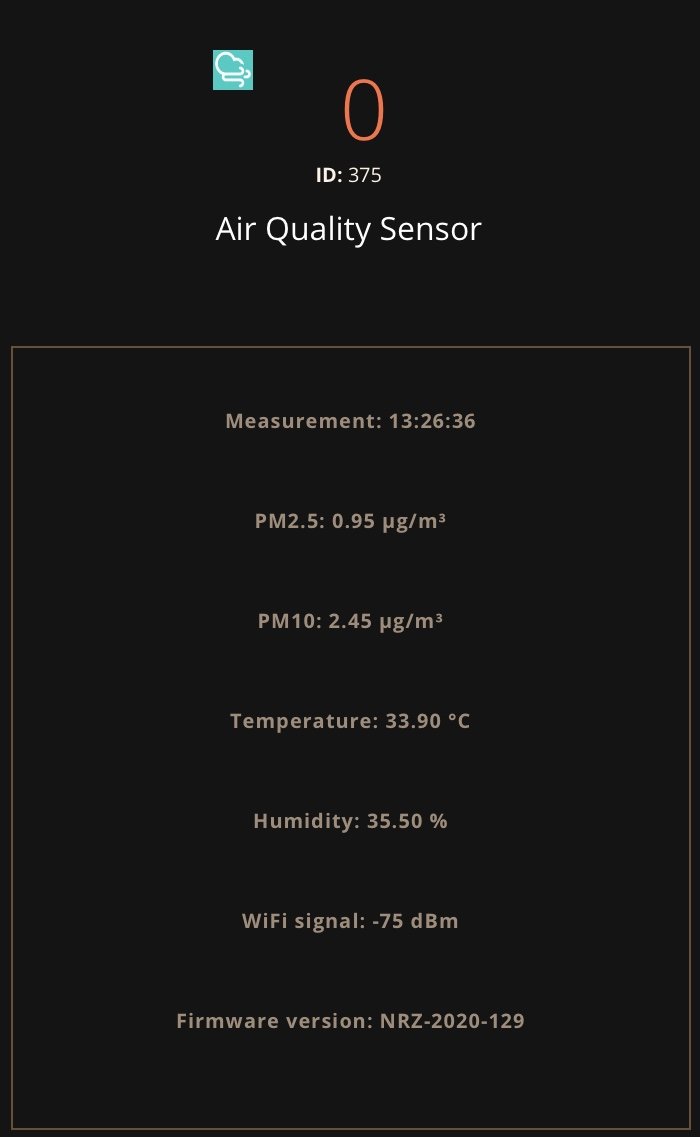 0
ID: 375
Air Quality Sensor
Measurement: 13:26:36
PM2.5: 0.95 µg/m³
PM10: 2.45 µg/m³
Temperature: 33.90 °C
Humidity: 35.50 %
WiFi signal: -75 dBm
Firmware version: NRZ-2020-129